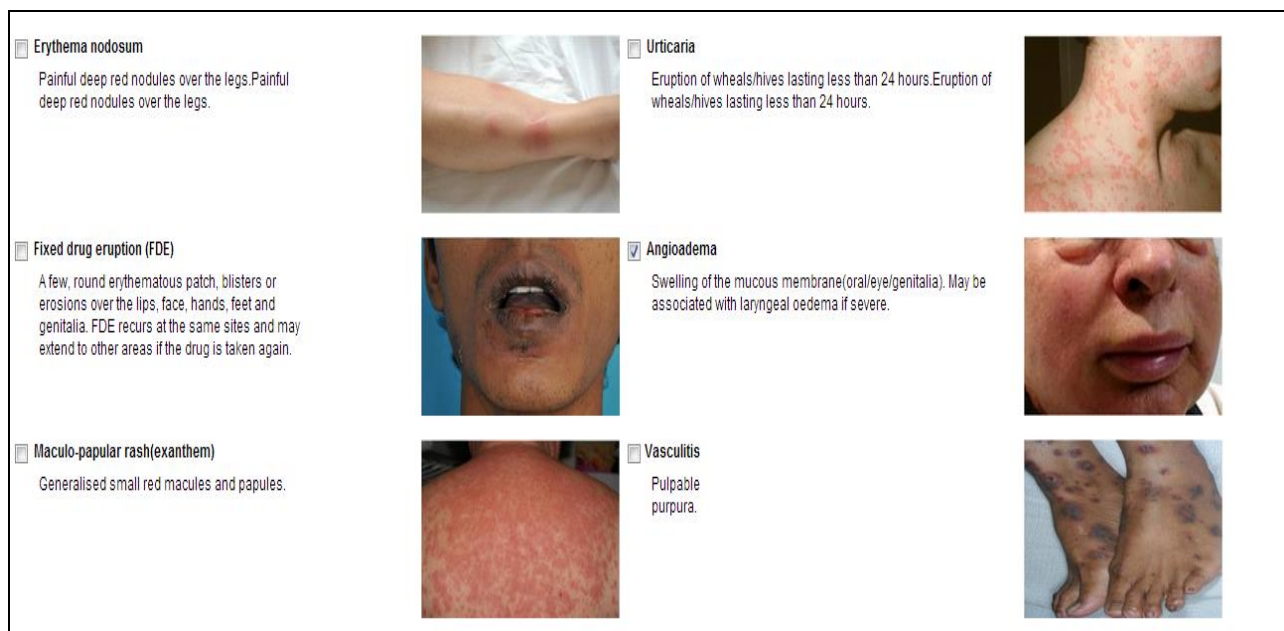 Erythema nodosum
Painful deep red nodules over the legs.Painful
deep red nodules over the legs.
Urticaria
Eruption of wheals/hives lasting less than 24 hours.Eruption of
wheals/hives lasting less than 24 hours.
Fixed drug eruption (FDE)
A few, round erythematous patch, blisters or
erosions over the lips, face, hands, feet and
genitalia. FDE recurs at the same sites and may
extend to other areas if the drug is taken again.
Angioadema
Swelling of the mucous membrane(oral/eye/genitalia). May be
associated with laryngeal oedema if severe.
Maculo-papular rash(exanthem)
Generalised small red macules and papules.
Vasculitis
Pulpable
purpura.